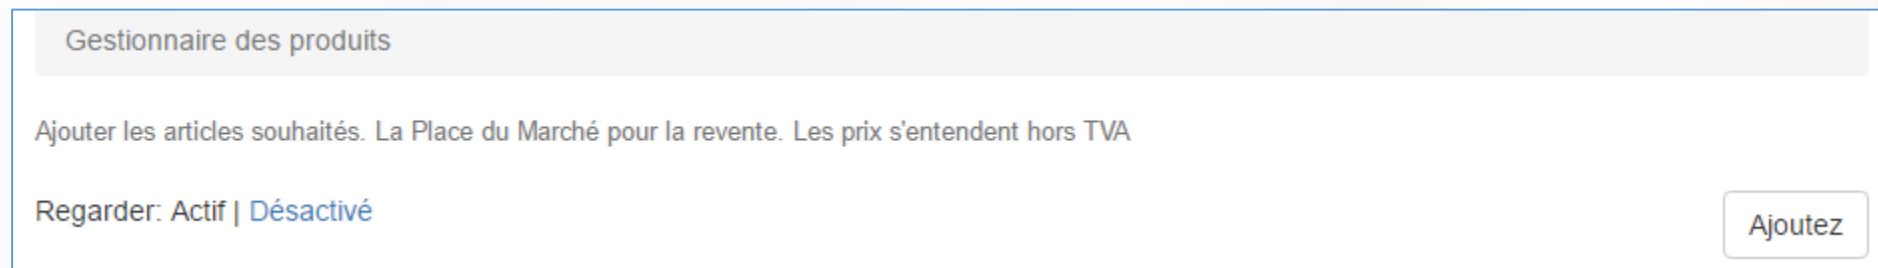 Gestionnaire des produits
Ajouter les articles souhaités. La Place du Marché pour la revente. Les prix s'entendent hors TVA
Regarder: Actif | Désactivé
Ajoutez